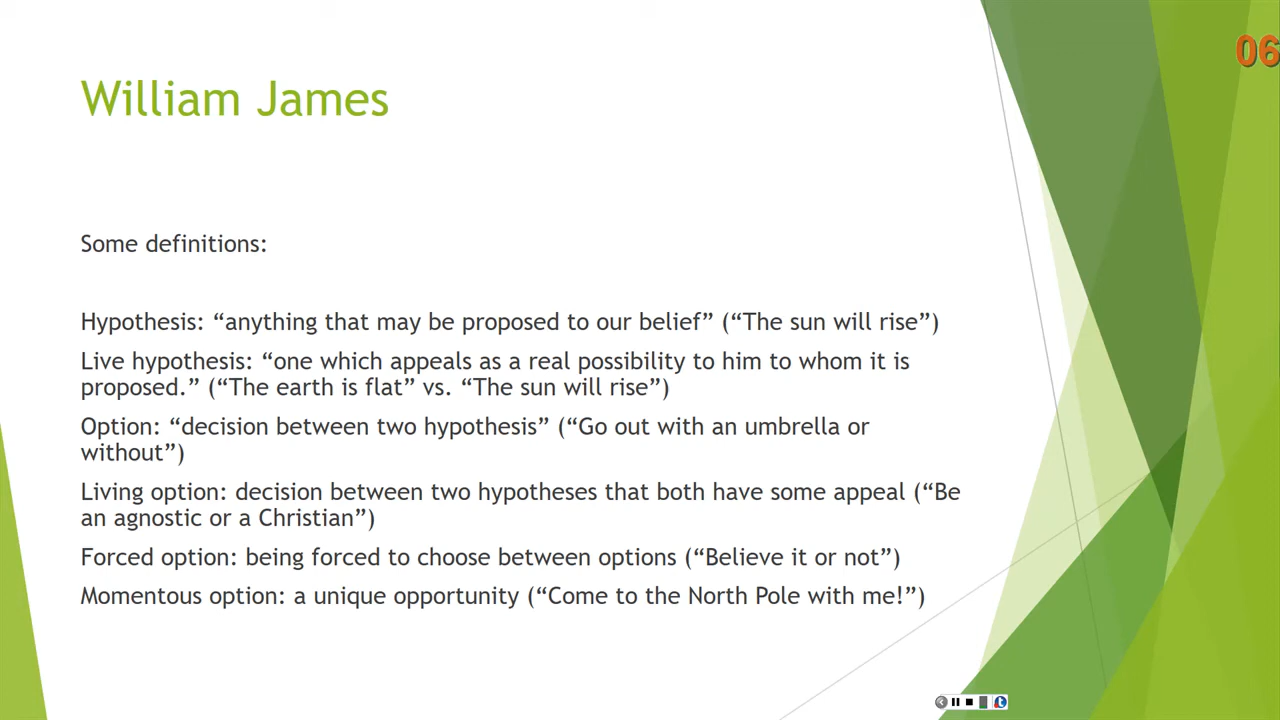 06
William James
Some definitions:
Hypothesis: “anything that may be proposed to our belief” (“The sun will rise”)
Live hypothesis: “one which appeals as a real possibility to him to whom it is
proposed.” (“The earth is flat” vs. “The sun will rise”)
Option: “decision between two hypothesis” (“Go out with an umbrella or
without”)
Living option: decision between two hypotheses that both have some appeal (“Be
an agnostic or a Christian”)
Forced option: being forced to choose between options (“Believe it or not”)
Momentous option: a unique opportunity (“Come to the North Pole with me!”)